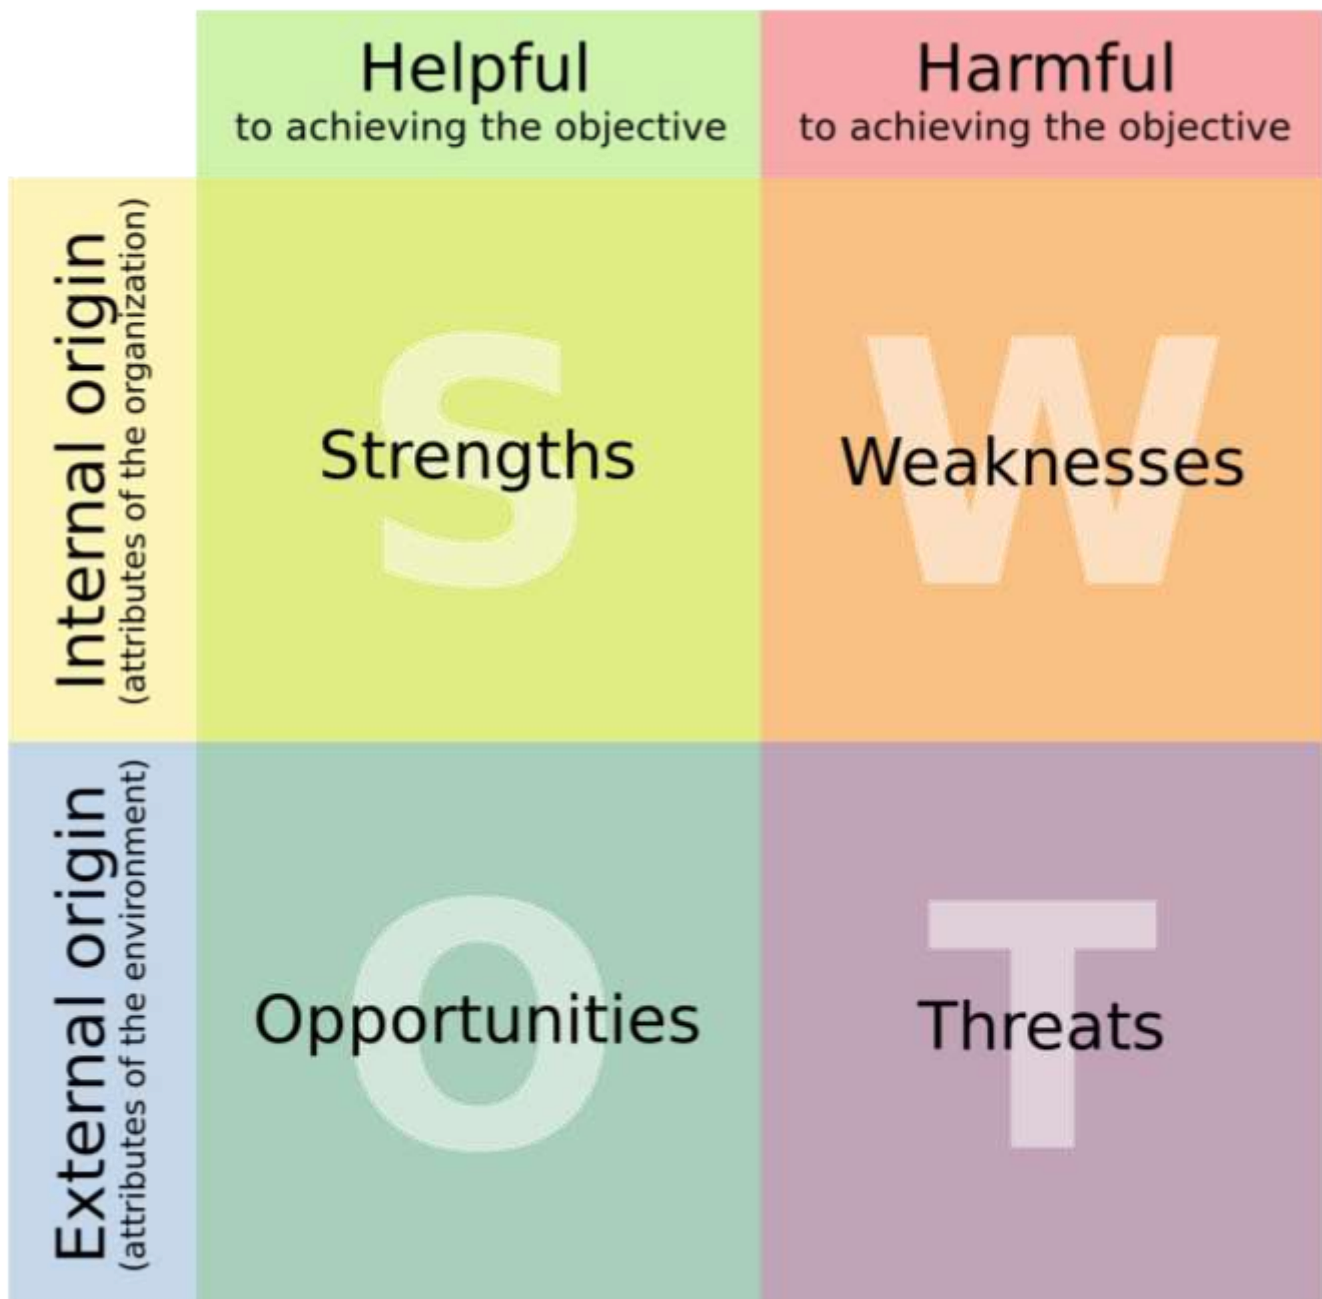 Helpful
to achieving the objective
Harmful
to achieving the objective
Internal origin
(attributes of the organization)
S
Strengths
W
Weaknesses
External origin
(attributes of the environment)
O
Opportunities
T
Threats